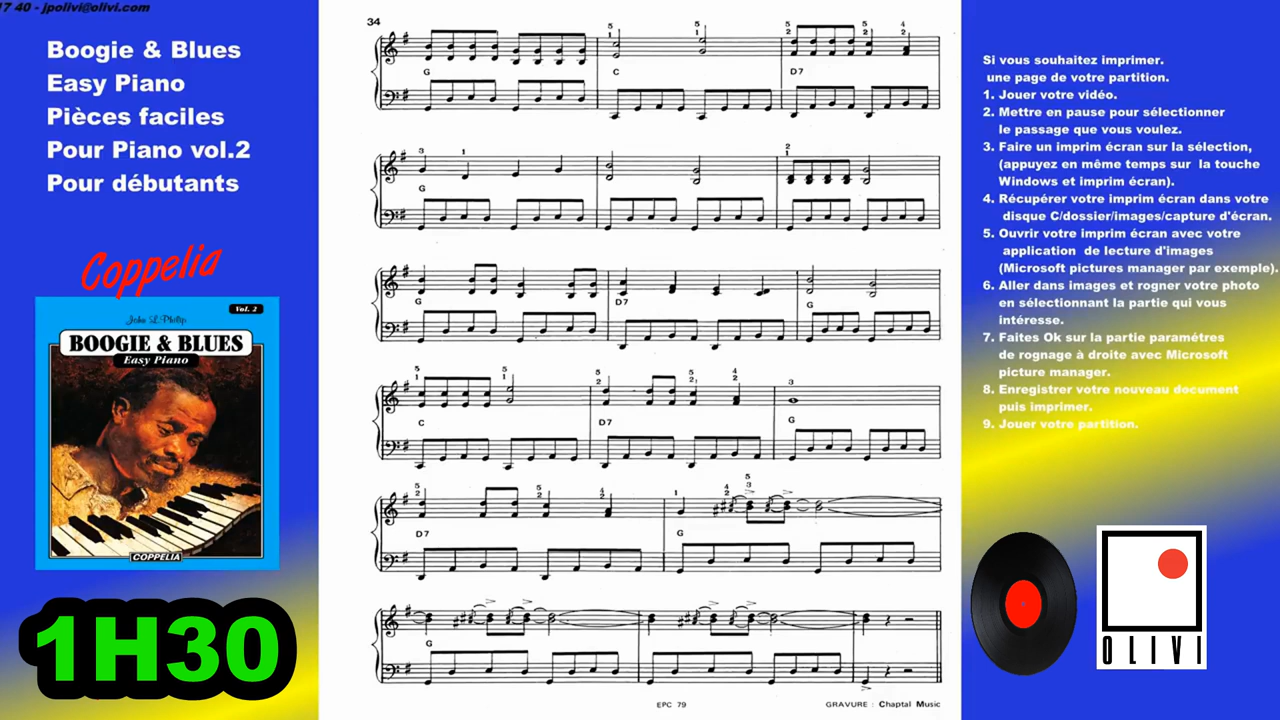 17 40 - jpolivi@olivi.com
Boogie & Blues
Easy Piano
Pièces faciles
Pour Piano vol.2
Pour débutants
Coppelia
Vol. 2
John L. Philip
BOOGIE & BLUES
Easy Piano
COPPELIA
1H30
34
G
C
D7
G
G
D7
G
C
D7
G
D7
G
G
EPC 79
GRAVURE : Chaptal Music
Si vous souhaitez imprimer.
une page de votre partition.
1. Jouer votre vidéo.
2. Mettre en pause pour sélectionner
le passage que vous voulez.
3. Faire un imprim écran sur la sélection,
(appuyez en même temps sur la touche
Windows et imprim écran).
4. Récupérer votre imprim écran dans votre
disque C/dossier/images/capture d'écran.
5. Ouvrir votre imprim écran avec votre
application de lecture d'images
(Microsoft pictures manager par exemple).
6. Aller dans images et rogner votre photo
en sélectionnant la partie qui vous
intéresse.
7. Faites Ok sur la partie paramétres
de rognage à droite avec Microsoft
picture manager.
8. Enregistrer votre nouveau document
puis imprimer.
9. Jouer votre partition.
OLIVI